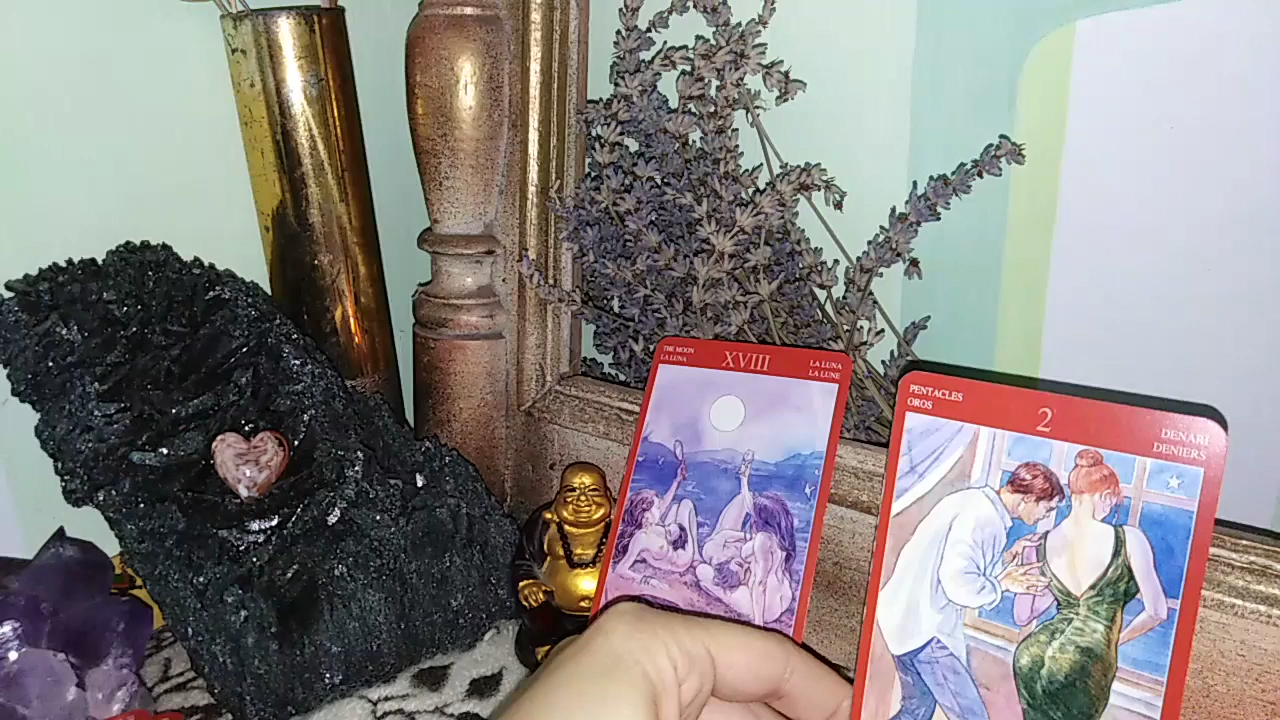 THE MOON
LA LUNA
XVIII
LA LUNA
LA LUNE
PENTACLES
OROS
2
DENARI
DENIERS